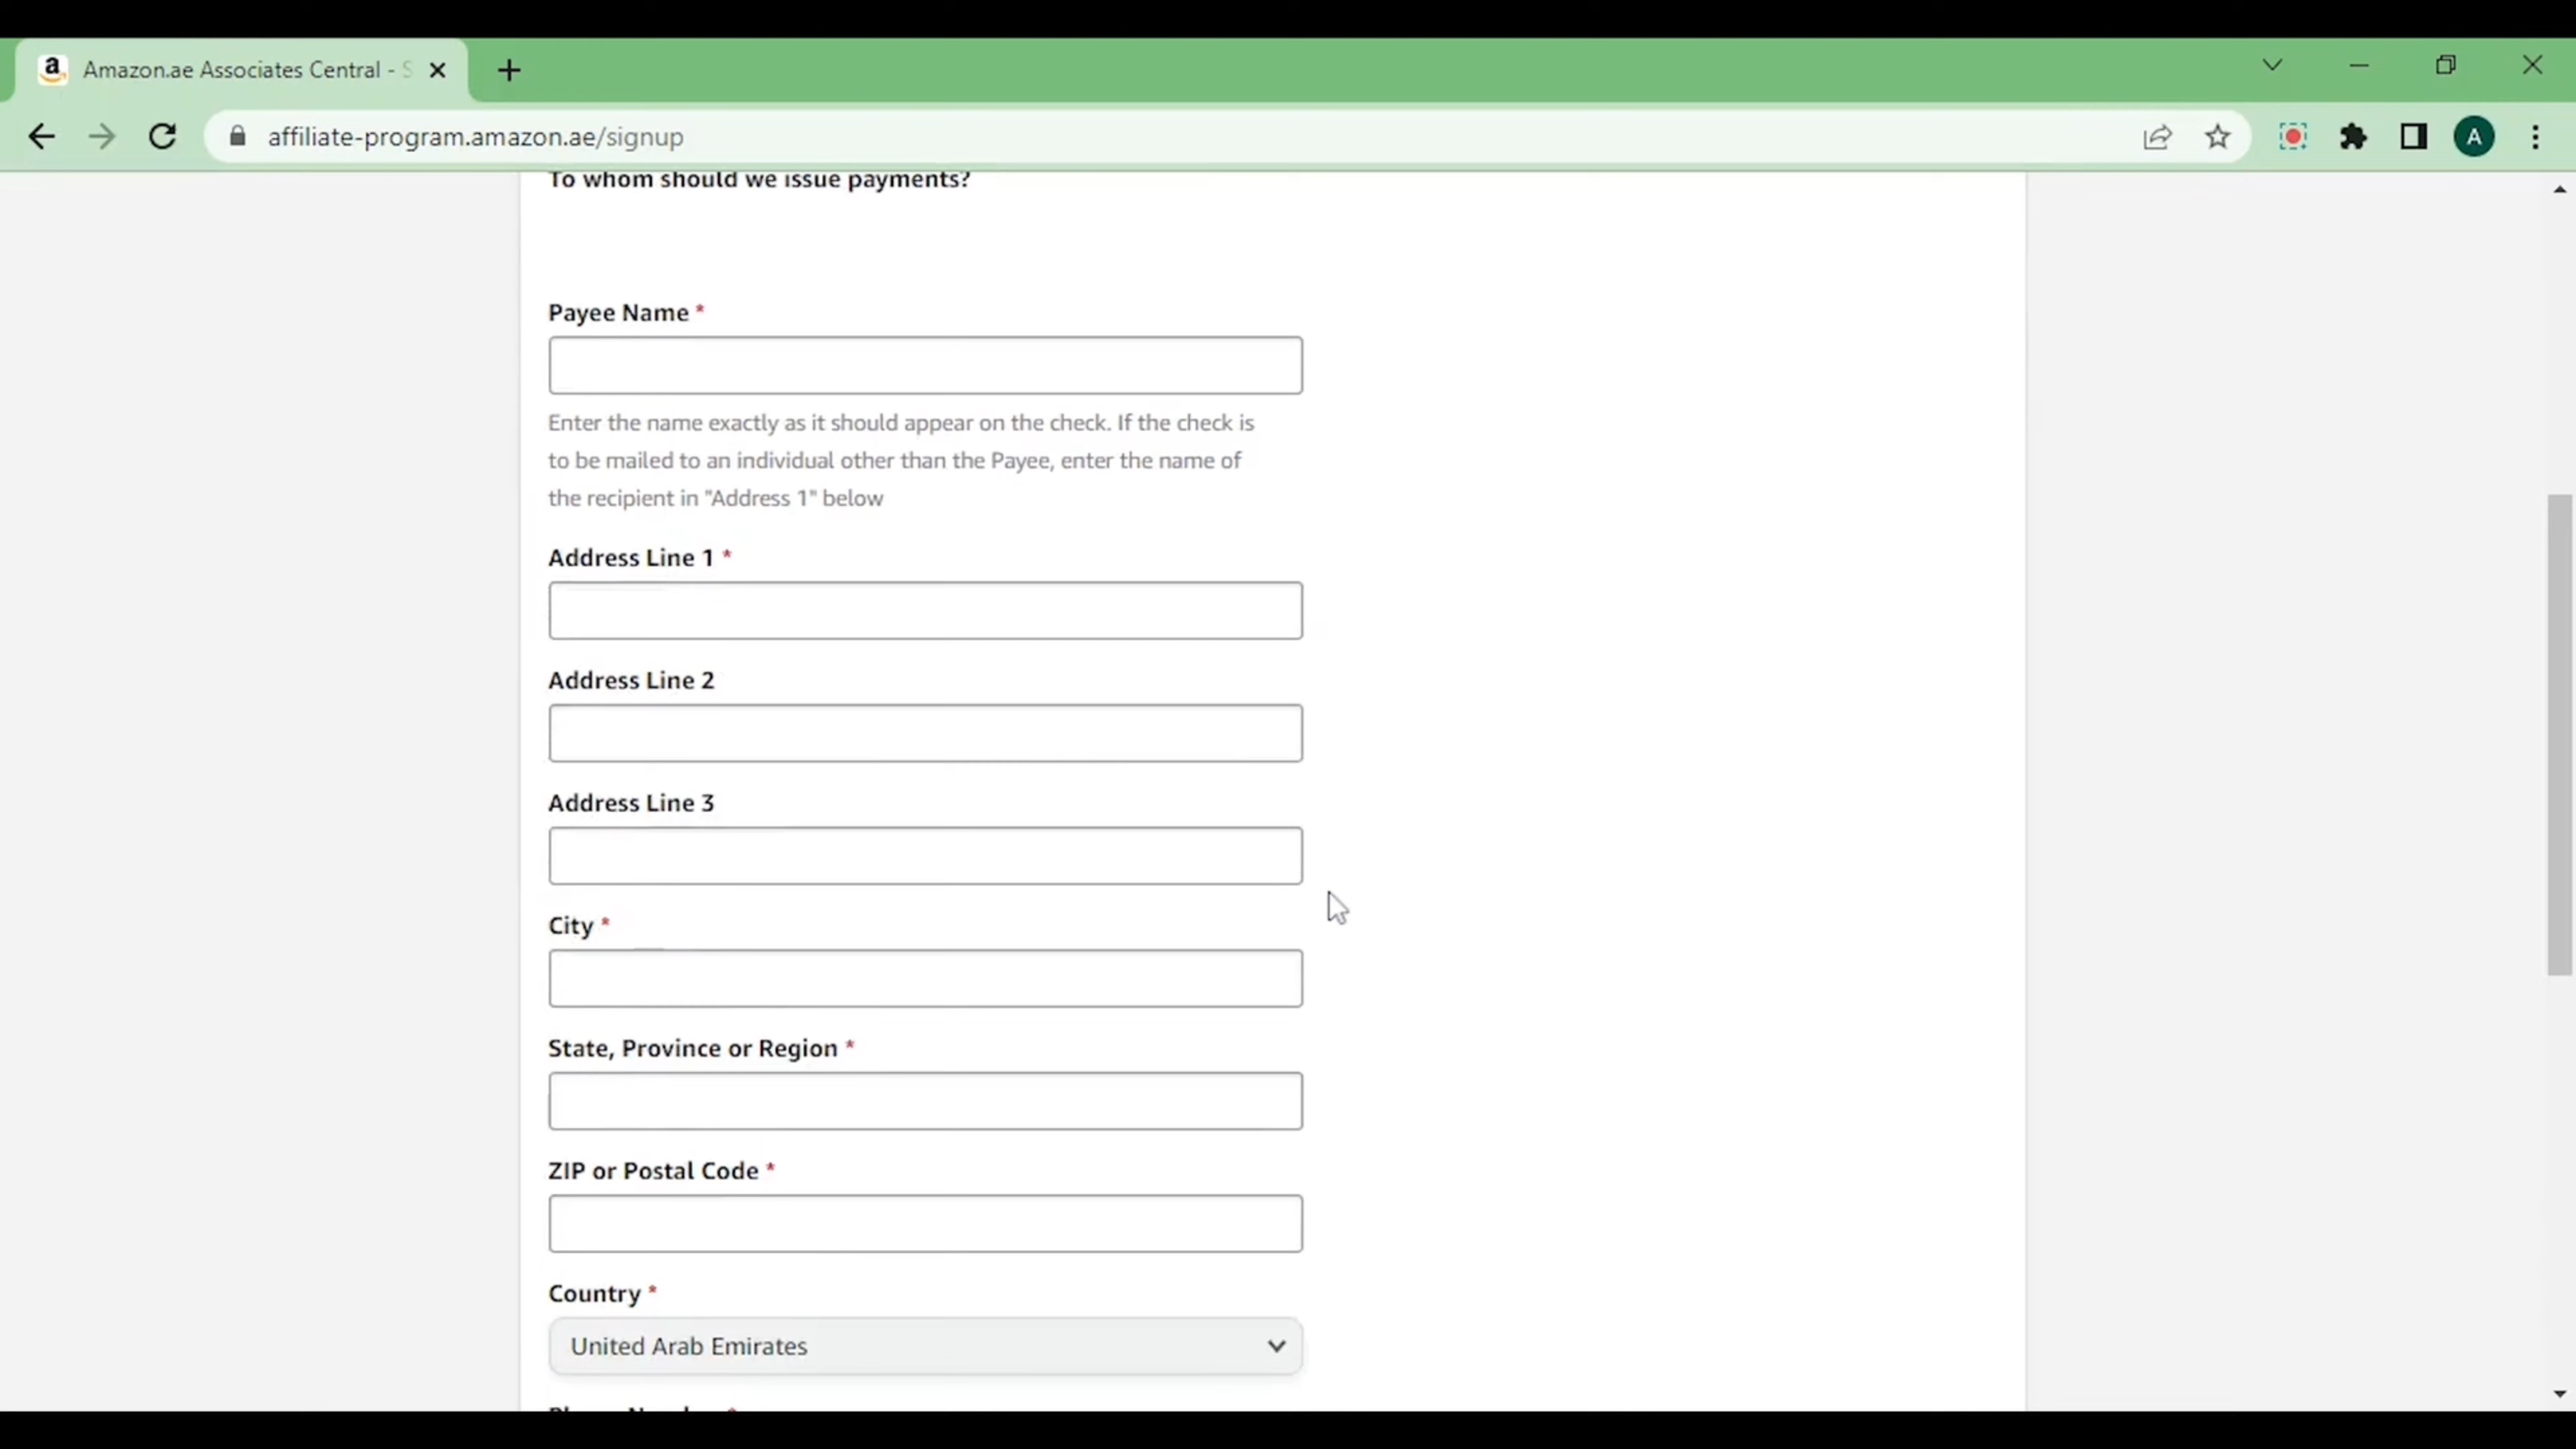 Amazon.ae Associates Central - S
affiliate-program.amazon.ae/signup
A
To whom should we issue payments?
Payee Name *
Enter the name exactly as it should appear on the check. If the check is
to be mailed to an individual other than the Payee, enter the name of
the recipient in "Address 1" below
Address Line 1 *
Address Line 2
Address Line 3
City *
State, Province or Region *
ZIP or Postal Code *
Country *
United Arab Emirates